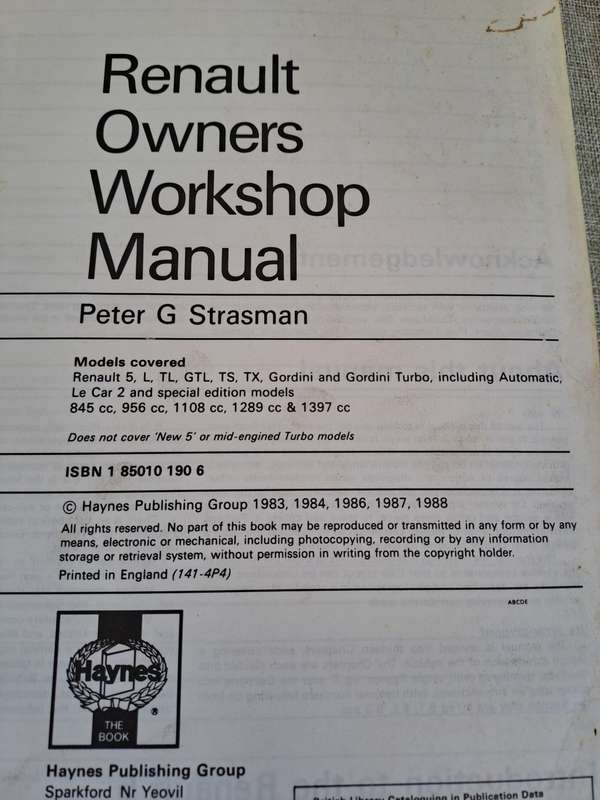 Renault
Owners
Workshop
Manual
Peter G Strasman
Models covered
Renault 5, L, TL, GTL, TS, TX, Gordini and Gordini Turbo, including Automatic,
Le Car 2 and special edition models
845 cc, 956 cc, 1108 cc, 1289 cc & 1397 cc
Does not cover 'New 5' or mid-engined Turbo models
ISBN 1 85010 190 6
© Haynes Publishing Group 1983, 1984, 1986, 1987, 1988
All rights reserved. No part of this book may be reproduced or transmitted in any form or by any
means, electronic or mechanical, including photocopying, recording or by any information
storage or retrieval system, without permission in writing from the copyright holder.
Printed in England (141-4P4)
ABCDE
Haynes
®
THE
BOOK
Haynes Publishing Group
Sparkford Nr Yeovil
British Library Cataloguing in Publication Data